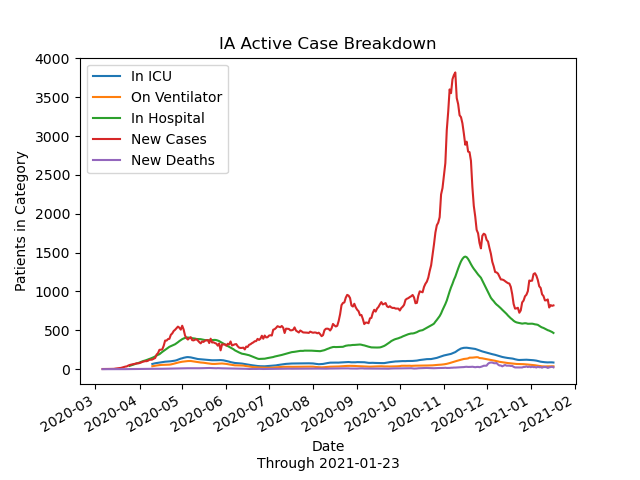 IA Active Case Breakdown
In ICU
On Ventilator
In Hospital
New Cases
New Deaths
Patients in Category
4000
3500
3000
2500
2000
1500
1000
500
0
2020-03
2020-04
2020-05
2020-06
2020-07
2020-08
2020-09
2020-10
2020-11
2020-12
2021-01
2021-02
Date
Through 2021-01-23